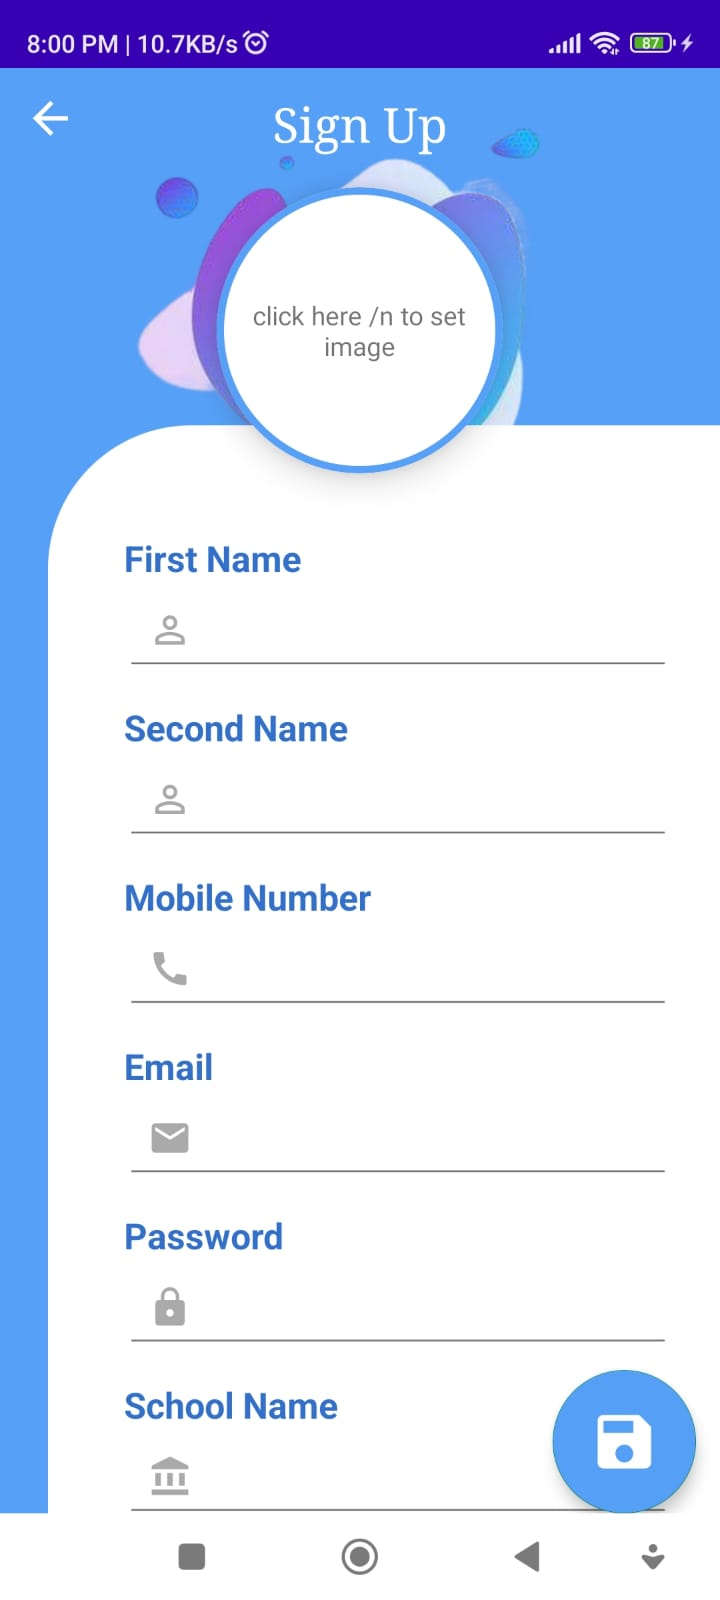 8:00 PM | 10.7KB/s
87
Sign Up
click here /n to set
image
First Name
Second Name
Mobile Number
Email
Password
School Name